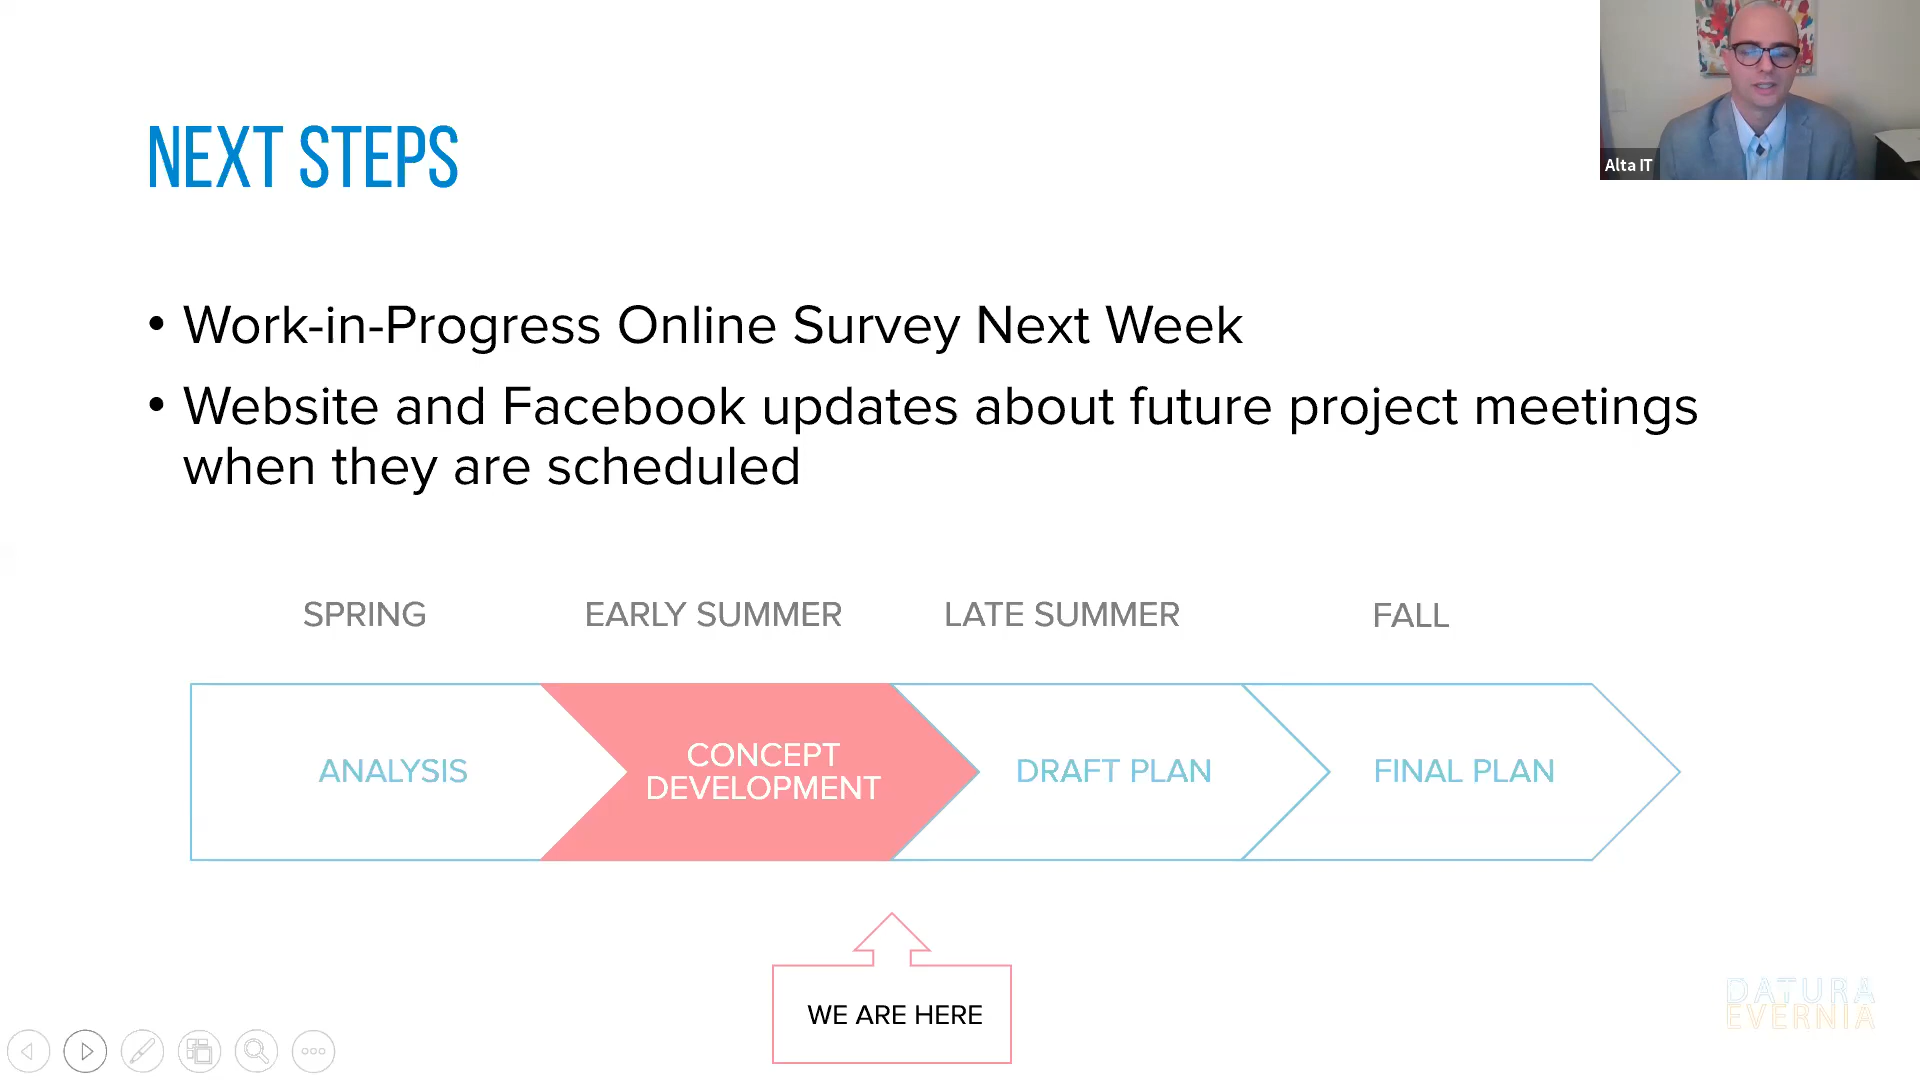 Alta IT
NEXT STEPS
• Work-in-Progress Online Survey Next Week
• Website and Facebook updates about future project meetings
when they are scheduled
SPRING
EARLY SUMMER
LATE SUMMER
FALL
ANALYSIS
CONCEPT
DEVELOPMENT
DRAFT PLAN
FINAL PLAN
WE ARE HERE
DATURA
EVERNIA